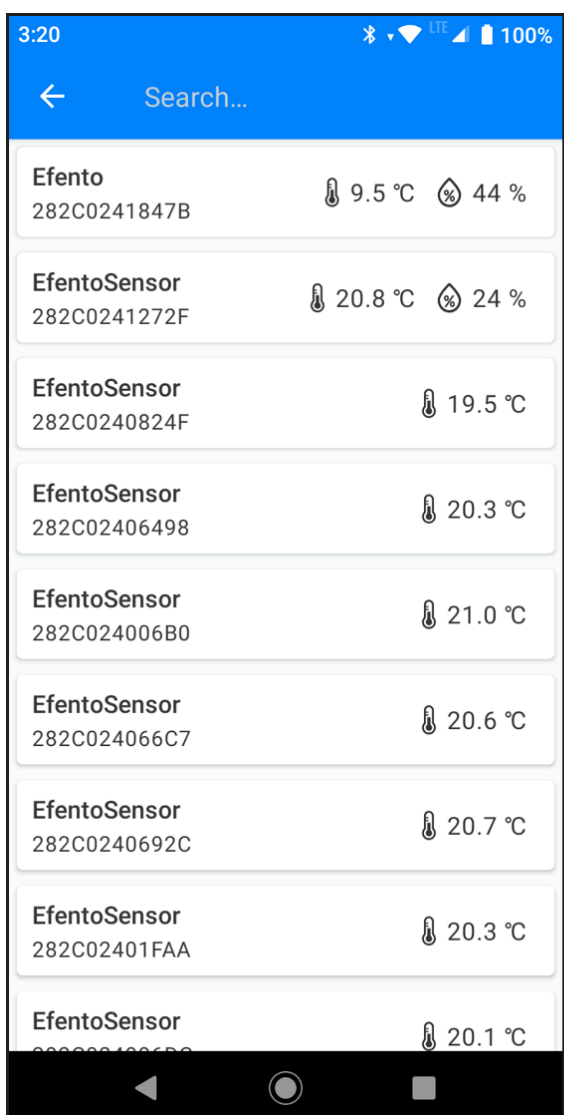 3:20 LTE 100%
Search...
Efento
282C0241847B
9.5 ℃ % 44 %
EfentoSensor
282C0241272F
20.8 ℃ % 24 %
EfentoSensor
282C0240824F
19.5 ℃
EfentoSensor
282C02406498
20.3 ℃
EfentoSensor
282C024006B0
21.0 ℃
EfentoSensor
282C024066C7
20.6 ℃
EfentoSensor
282C0240692C
20.7 ℃
EfentoSensor
282C02401FAA
20.3 ℃
EfentoSensor
20.1 ℃